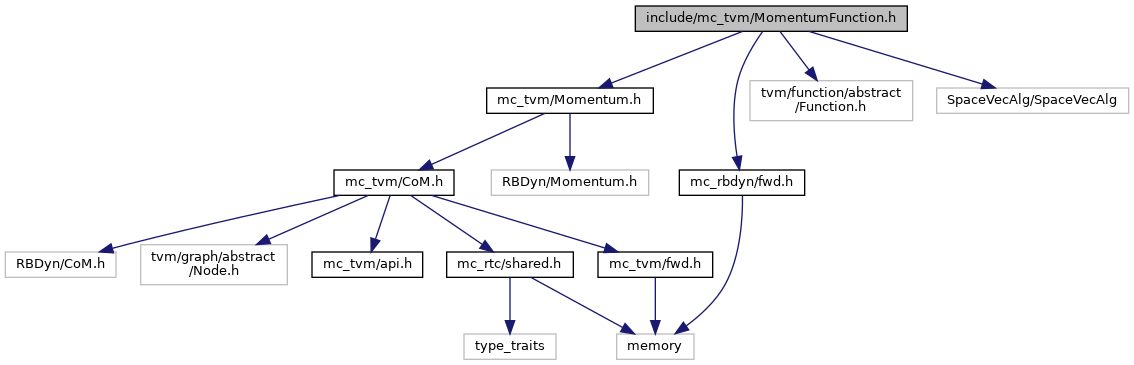 include/mc_tvm/MomentumFunction.h
mc_tvm/Momentum.h
tvm/function/abstract
/Function.h
SpaceVecAlg/SpaceVecAlg
mc_tvm/CoM.h
RBDyn/Momentum.h
mc_rbdyn/fwd.h
RBDyn/CoM.h
tvm/graph/abstract
/Node.h
mc_tvm/api.h
mc_rtc/shared.h
mc_tvm/fwd.h
type_traits
memory